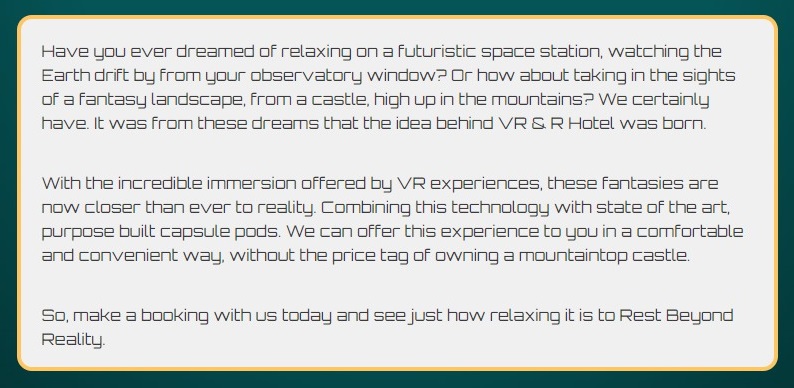 Have you ever dreamed of relaxing on a futuristic space station, watching the
Earth drift by from your observatory window? Or how about taking in the sights
of a fantasy landscape, from a castle, high up in the mountains? We certainly
have. It was from these dreams that the idea behind VR & R Hotel was born.
With the incredible immersion offered by VR experiences, these fantasies are
now closer than ever to reality. Combining this technology with state of the art,
purpose built capsule pods. We can offer this experience to you in a comfortable
and convenient way, without the price tag of owning a mountaintop castle.
So, make a booking with us today and see just how relaxing it is to Rest Beyond
Reality.